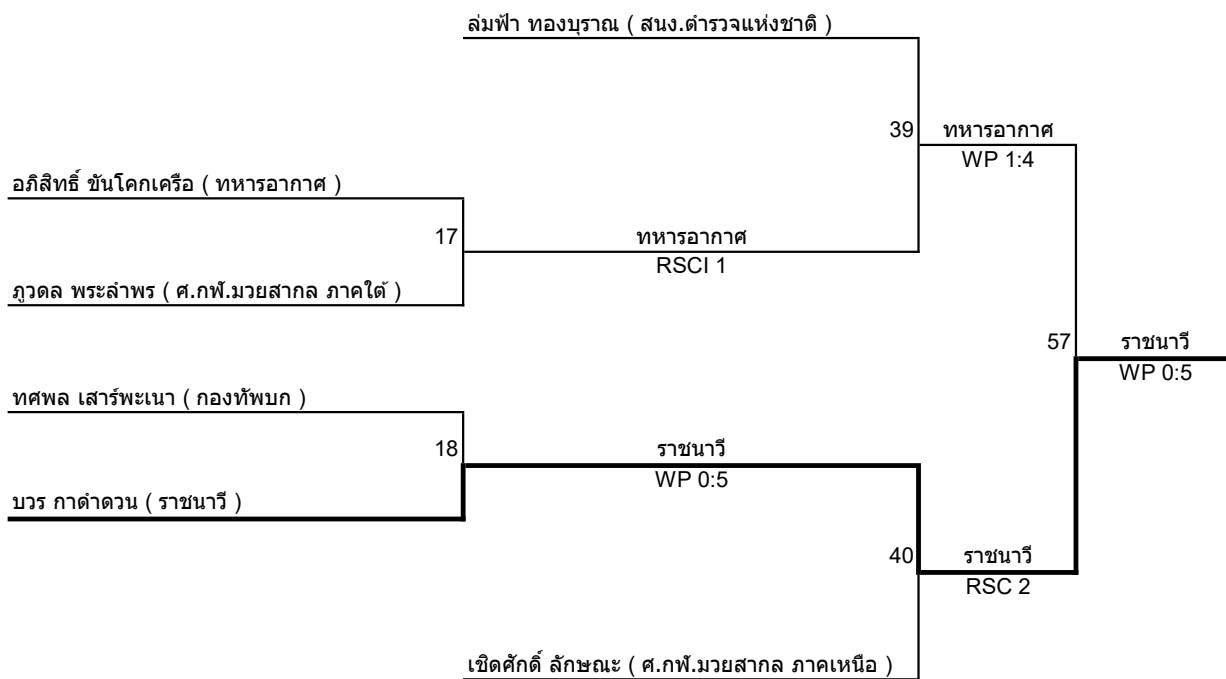 ล่มฟ้า ทองบุราณ ( สนง.ตำรวจแห่งชาติ )
39
ทหารอากาศ
WP 1:4
อภิสิทธิ์ ขันโคกเครือ ( ทหารอากาศ )
17
ทหารอากาศ
RSCI 1
ภูวดล พระลำพร ( ศ.กฬ.มวยสากล ภาคใต้ )
57
ราชนาวี
WP 0:5
ทศพล เสาร์พะเนา ( กองทัพบก )
18
ราชนาวี
WP 0:5
บวร กาดำดวน ( ราชนาวี )
40
ราชนาวี
RSC 2
เชิดศักดิ์ ลักษณะ ( ศ.กฬ.มวยสากล ภาคเหนือ )